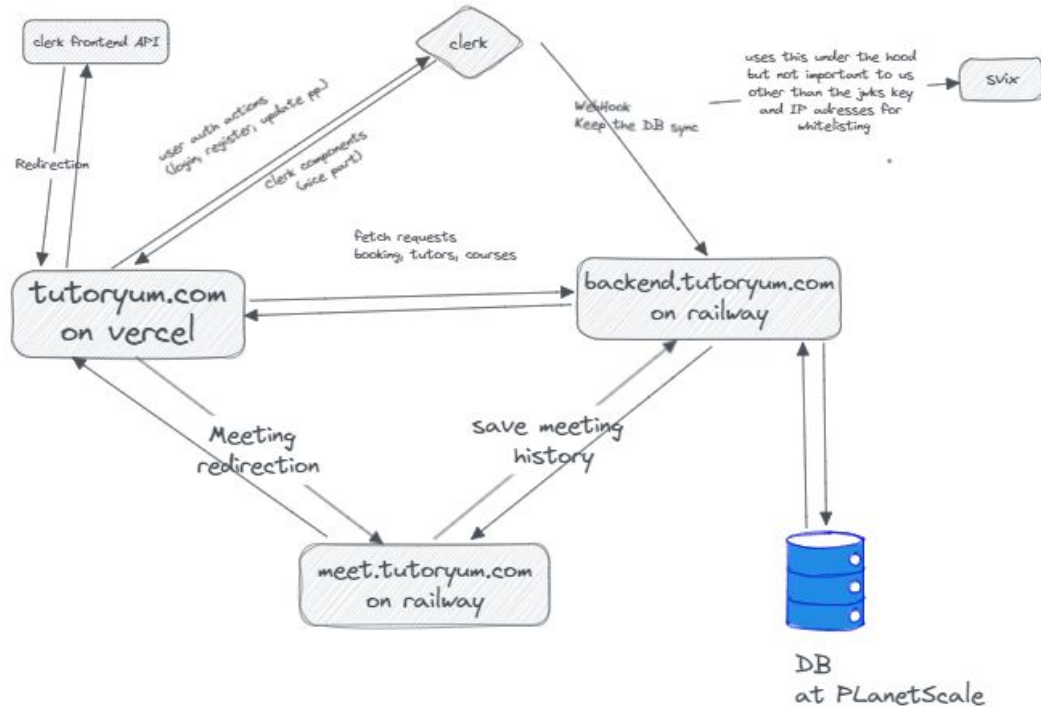 clerk frontend API
clerk
uses this under the hood
but not important to us
other than the jwks key
and IP adresses for
whitelisting
svix
WebHook
Keep the DB sync
user auth actions
(login, register, update pp.)
clerk components
(nice part)
Redirection
fetch requests
booking, tutors, courses
tutoryum.com
on vercel
backend.tutoryum.com
on railway
Meeting
redirection
save meeting
history
meet.tutoryum.com
on railway
DB
at PLanetScale